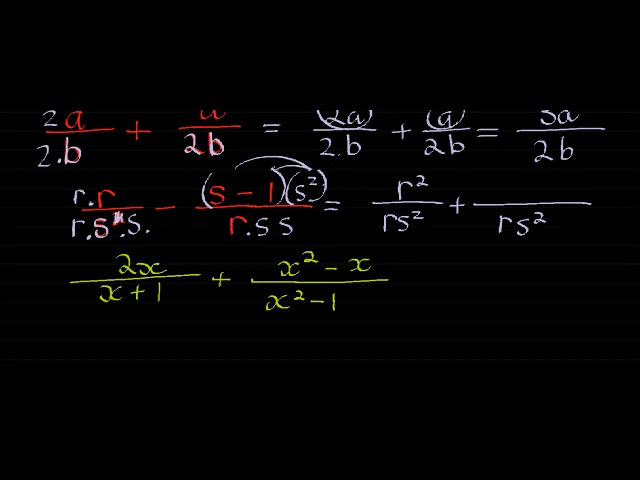 2a/2.b + a/2b = (2a)/2.b + (a)/2b = 3a/2b
r.r/r.s.s. - (s-1)(s²)/r.s s = r²/rs² + /rs²
2x/x+1 + x²-x/x²-1